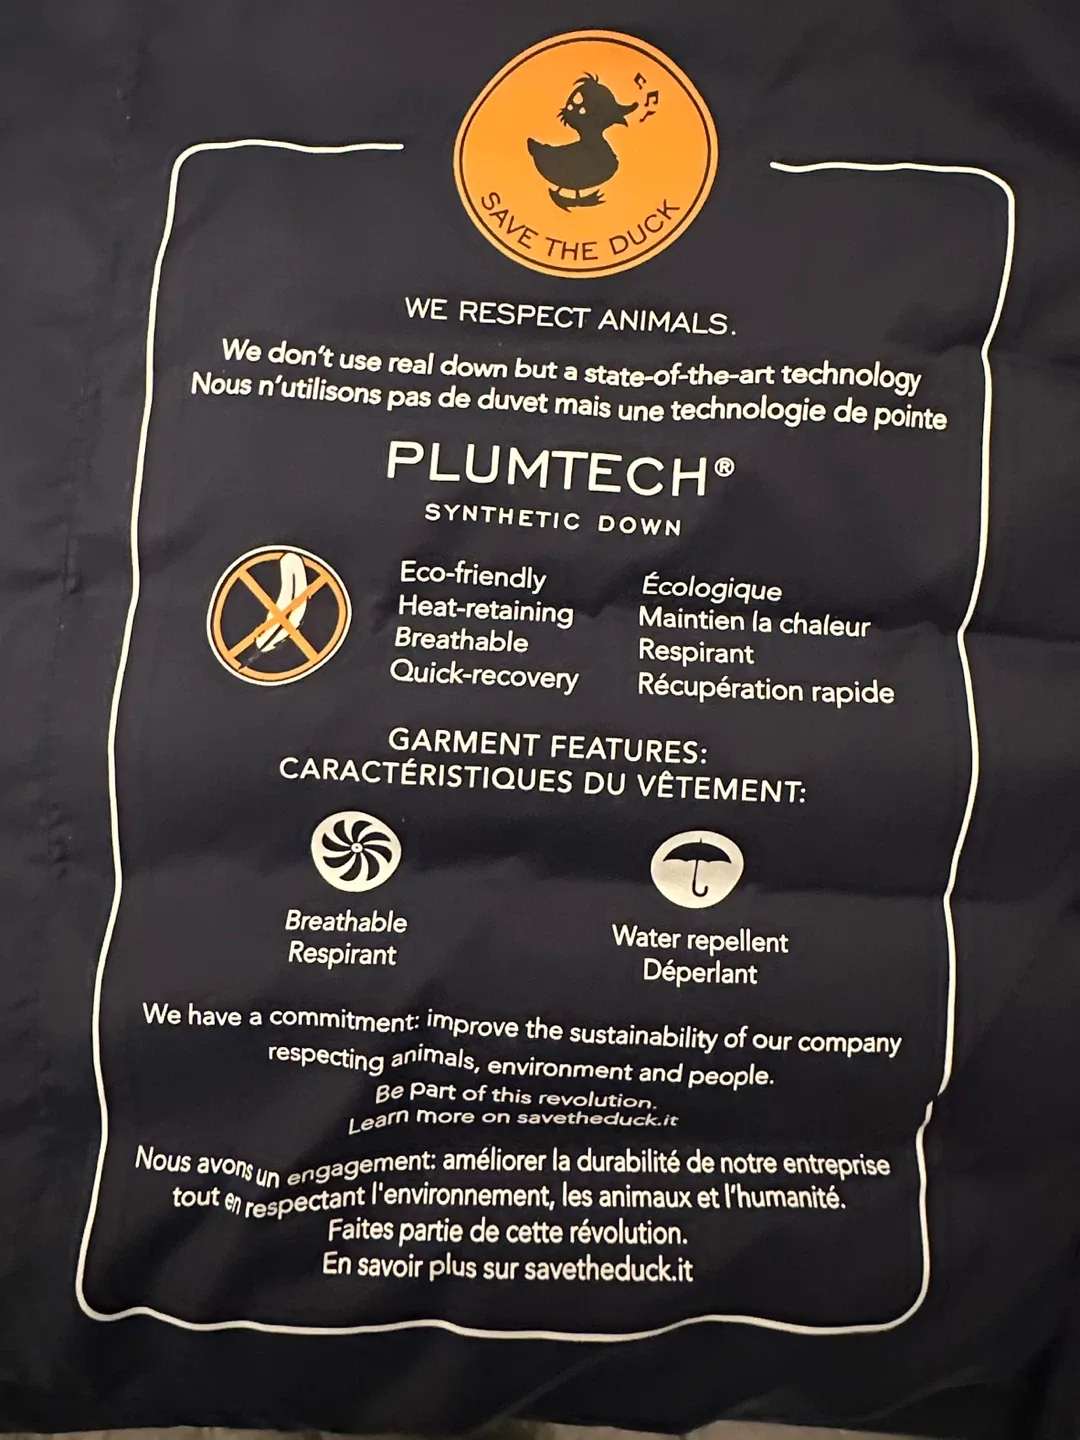 SAVE THE DUCK
WE RESPECT ANIMALS.
We don't use real down but a state-of-the-art technology
Nous n'utilisons pas de duvet mais une technologie de pointe
PLUMTECH®
SYNTHETIC DOWN
Eco-friendly
Heat-retaining
Breathable
Quick-recovery
Écologique
Maintien la chaleur
Respirant
Récupération rapide
GARMENT FEATURES:
CARACTÉRISTIQUES DU VÊTEMENT:
Breathable
Respirant
Water repellent
Déperlant
We have a commitment: improve the sustainability of our company
respecting animals, environment and people.
Be part of this revolution.
Learn more on savetheduck.it
Nous avons un engagement: améliorer la durabilité de notre entreprise
tout en respectant l'environnement, les animaux et l'humanité.
Faites partie de cette révolution.
En savoir plus sur savetheduck.it